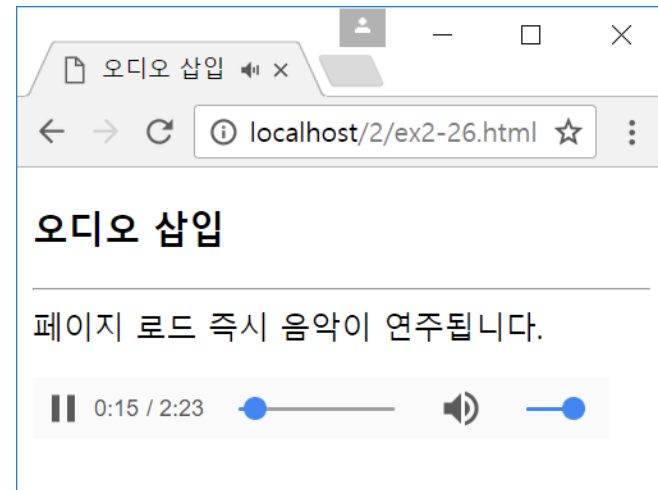 오디오 삽입
localhost/2/ex2-26.html
오디오 삽입
페이지 로드 즉시 음악이 연주됩니다.
0:15 / 2:23